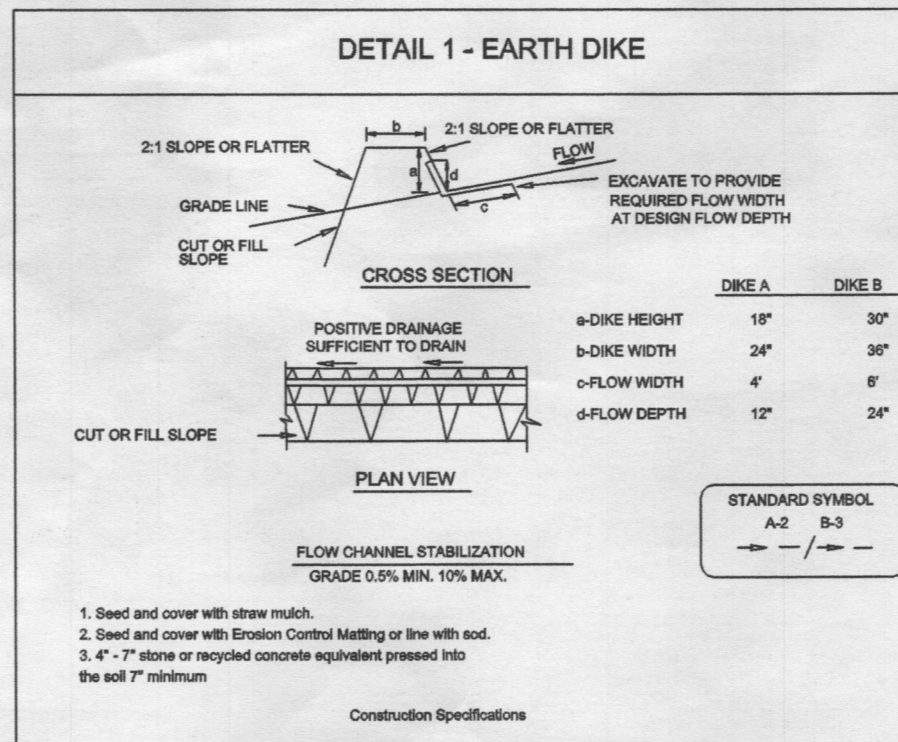 DETAIL 1 - EARTH DIKE
b
2:1 SLOPE OR FLATTER
2:1 SLOPE OR FLATTER
FLOW
a
d
EXCAVATE TO PROVIDE
REQUIRED FLOW WIDTH
AT DESIGN FLOW DEPTH
c
GRADE LINE
CUT OR FILL
SLOPE
CROSS SECTION
DIKE A DIKE B
a-DIKE HEIGHT 18" 30"
b-DIKE WIDTH 24" 36"
c-FLOW WIDTH 4' 6'
d-FLOW DEPTH 12" 24"
POSITIVE DRAINAGE
SUFFICIENT TO DRAIN
CUT OR FILL SLOPE
PLAN VIEW
STANDARD SYMBOL
A-2 B-3
FLOW CHANNEL STABILIZATION
GRADE 0.5% MIN. 10% MAX.
1. Seed and cover with straw mulch.
2. Seed and cover with Erosion Control Matting or line with sod.
3. 4" - 7" stone or recycled concrete equivalent pressed into
the soil 7" minimum
Construction Specifications